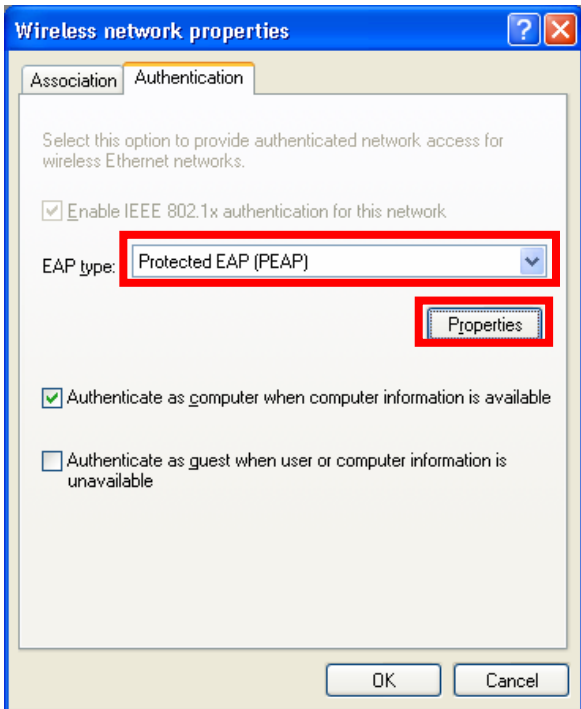 Wireless network properties
Association Authentication
Select this option to provide authenticated network access for
wireless Ethernet networks.
Enable IEEE 802.1x authentication for this network
EAP type: Protected EAP (PEAP)
Properties
Authenticate as computer when computer information is available
Authenticate as guest when user or computer information is
unavailable
OK Cancel